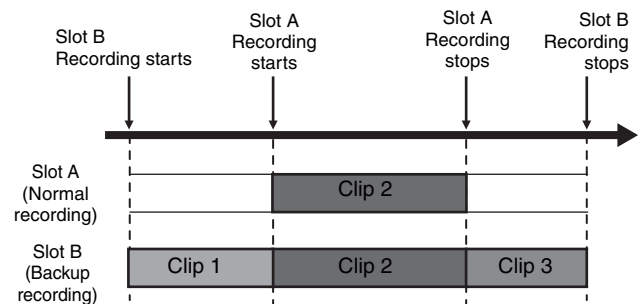 Slot B
Recording starts
Slot A
Recording
starts
Slot A
Recording
stops
Slot B
Recording
stops
Slot A
(Normal
recording)
Clip 2
Slot B
(Backup
recording)
Clip 1
Clip 2
Clip 3